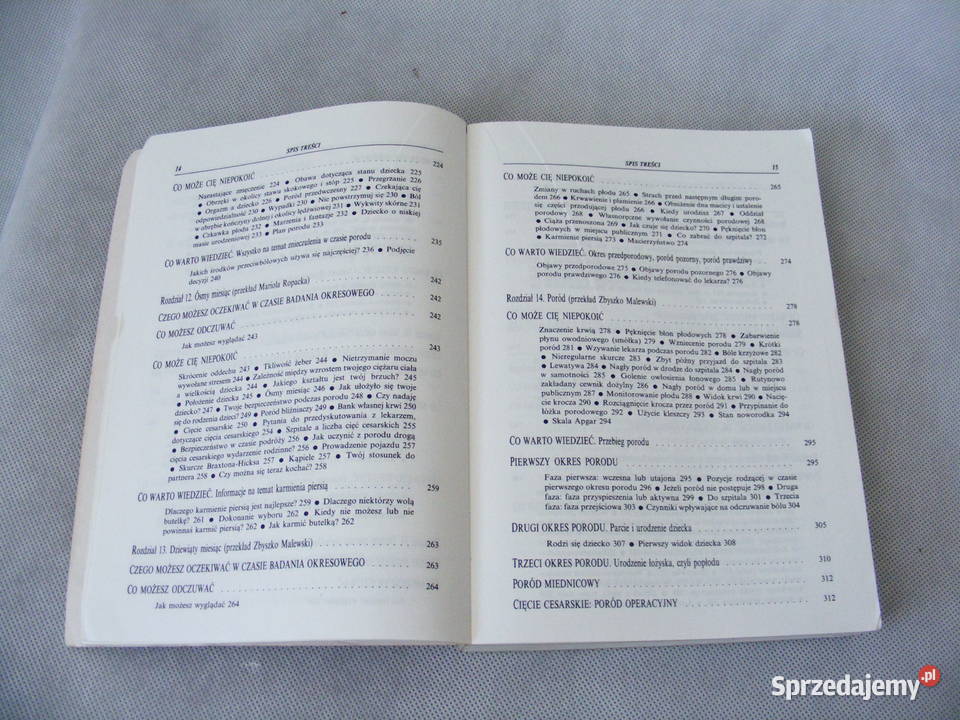 14
SPIS TREŚCI
CO MOŻE CIĘ NIEPOKOIĆ . . . 224
Narastające zmęczenie 224 ● Obawa dotycząca stanu dziecka 225
● Obrzęki w okolicy stawu skokowego i stóp 225 ● Przegrzanie 226
● Orgazm a dziecko 226 ● Poród przedwczesny 227 ● Czekająca cię
odpowiedzialność 230 ● Wypadki 230 ● Nie powstrzymuj się 230 ● Ból
w obrębie kończyny dolnej i okolicy lędźwiowej 231 ● Wykwity skórne 231
● Czkawka płodu 232 ● Marzenia i fantazje 232 ● Dziecko o niskiej
masie urodzeniowej 233 ● Plan porodu 233
CO WARTO WIEDZIEĆ. Wszystko na temat znieczulenia w czasie porodu . . . 235
Jakich środków przeciwbólowych używa się najczęściej? 236 ● Podjęcie
decyzji 240
Rozdział 12. Ósmy miesiąc (przekład Mariola Ropacka) . . . 242
CZEGO MOŻESZ OCZEKIWAĆ W CZASIE BADANIA OKRESOWEGO . . . 242
CO MOŻESZ ODCZUWAĆ . . . 242
Jak możesz wyglądać 243
CO MOŻE CIĘ NIEPOKOIĆ . . . 243
Skrócenie oddechu 243 ● Tkliwość żeber 244 ● Nietrzymanie moczu
wywołane stresem 244 ● Zależność między wzrostem twojego ciężaru ciała
a wielkością dziecka 244 ● Jakiego kształtu jest twój brzuch? 245
● Położenie dziecka 245 ● Ósmy miesiąc 246 ● Jak ułożyło się twoje
dziecko? 247 ● Twoje bezpieczeństwo podczas porodu 248 ● Czy nadaję
się do rodzenia dzieci? 249 ● Poród bliźniaczy 249 ● Bank własnej krwi 250
● Cięcie cesarskie 250 ● Pytania do przedyskutowania z lekarzem,
dotyczące cięcia cesarskiego 254 ● Szpitale a liczba cięć cesarskich 255
● Bezpieczeństwo w czasie podróży 256 ● Jak uczynić z porodu drogą
cięcia cesarskiego wydarzenie rodzinne? 256 ● Prowadzenie pojazdu 257
● Skurcze Braxtona-Hicksa 257 ● Kąpiele 257 ● Twój stosunek do
partnera 258 ● Czy można się teraz kochać? 258
CO WARTO WIEDZIEĆ. Informacje na temat karmienia piersią . . . 259
Dlaczego karmienie piersią jest najlepsze? 259 ● Dlaczego niektórzy wolą
butelkę? 261 ● Dokonanie wyboru 262 ● Kiedy nie możesz lub nie
powinnaś karmić piersią? 262 ● Jak karmić butelką? 262
Rozdział 13. Dziewiąty miesiąc (przekład Zbyszko Malewski) . . . 263
CZEGO MOŻESZ OCZEKIWAĆ W CZASIE BADANIA OKRESOWEGO . . . 263
CO MOŻESZ ODCZUWAĆ . . . 264
Jak możesz wyglądać 264
SPIS TREŚCI
15
CO MOŻE CIĘ NIEPOKOIĆ . . . 265
Zmiany w ruchach płodu 265 ● Strach przed następnym długim poro-
dem 266 ● Krwawienie i plamienie 266 ● Obniżenie dna macicy i ustalenie
się części przodującej płodu 266 ● Kiedy urodzisz 267 ● Oddział
porodowy 268 ● Własnoręczne wywołanie czynności porodowej 268
● Ciąża przenoszona 269 ● Jak czuje się dziecko? 270 ● Pęknięcie błon
płodowych w miejscu publicznym 271 ● Co zabrać do szpitala? 272
● Karmienie piersią 273 ● Macierzyństwo 274
CO WARTO WIEDZIEĆ. Okres przedporodowy, poród pozorny, poród prawdziwy . . . 274
Objawy przedporodowe 275 ● Objawy porodu pozornego 276 ● Objawy
porodu prawdziwego 276 ● Kiedy telefonować do lekarza? 276
Rozdział 14. Poród (przekład Zbyszko Malewski) . . . 278
CO MOŻE CIĘ NIEPOKOIĆ . . . 278
Znaczenie krwią 278 ● Pęknięcie błon płodowych 278 ● Zabarwienie
płynu owodniowego (smółka) 279 ● Wzniecenie porodu 279 ● Krótki
poród 281 ● Wzywanie lekarza podczas porodu 282 ● Bóle krzyżowe 282
● Nieregularne skurcze 283 ● Zbyt późny przyjazd do szpitala 283
● Lewatywa 284 ● Nagły poród w drodze do szpitala 284 ● Nagły poród
w samotności 285 ● Golenie owłosienia łonowego 285 ● Rutynowo
zakładany cewnik dożylny 286 ● Nagły poród w domu lub w miejscu
publicznym 287 ● Monitorowanie płodu 288 ● Widok krwi 290 ● Nacię-
cie krocza 290 ● Rozciągnięcie krocza przez poród 291 ● Przypinanie do
łóżka porodowego 292 ● Użycie kleszczy 293 ● Stan noworodka 294
● Skala Apgar 294
CO WARTO WIEDZIEĆ. Przebieg porodu . . . 295
PIERWSZY OKRES PORODU . . . 295
Faza pierwsza: wczesna lub utajona 295 ● Pozycje rodzącej w czasie
pierwszego okresu porodu 296 ● Jeżeli poród nie postępuje 298 ● Druga
faza: faza przyspieszenia lub aktywna 299 ● Do szpitala 301 ● Trzecia
faza: faza przejściowa 303 ● Czynniki wpływające na odczuwanie bólu 304
DRUGI OKRES PORODU. Parcie i urodzenie dziecka . . . 305
Rodzi się dziecko 307 ● Pierwszy widok dziecka 308
TRZECI OKRES PORODU. Urodzenie łożyska, czyli popłodu . . . 310
PORÓD MIEDNICOWY . . . 312
CIĘCIE CESARSKIE: PORÓD OPERACYJNY . . . 312
Sprzedajemy.pl